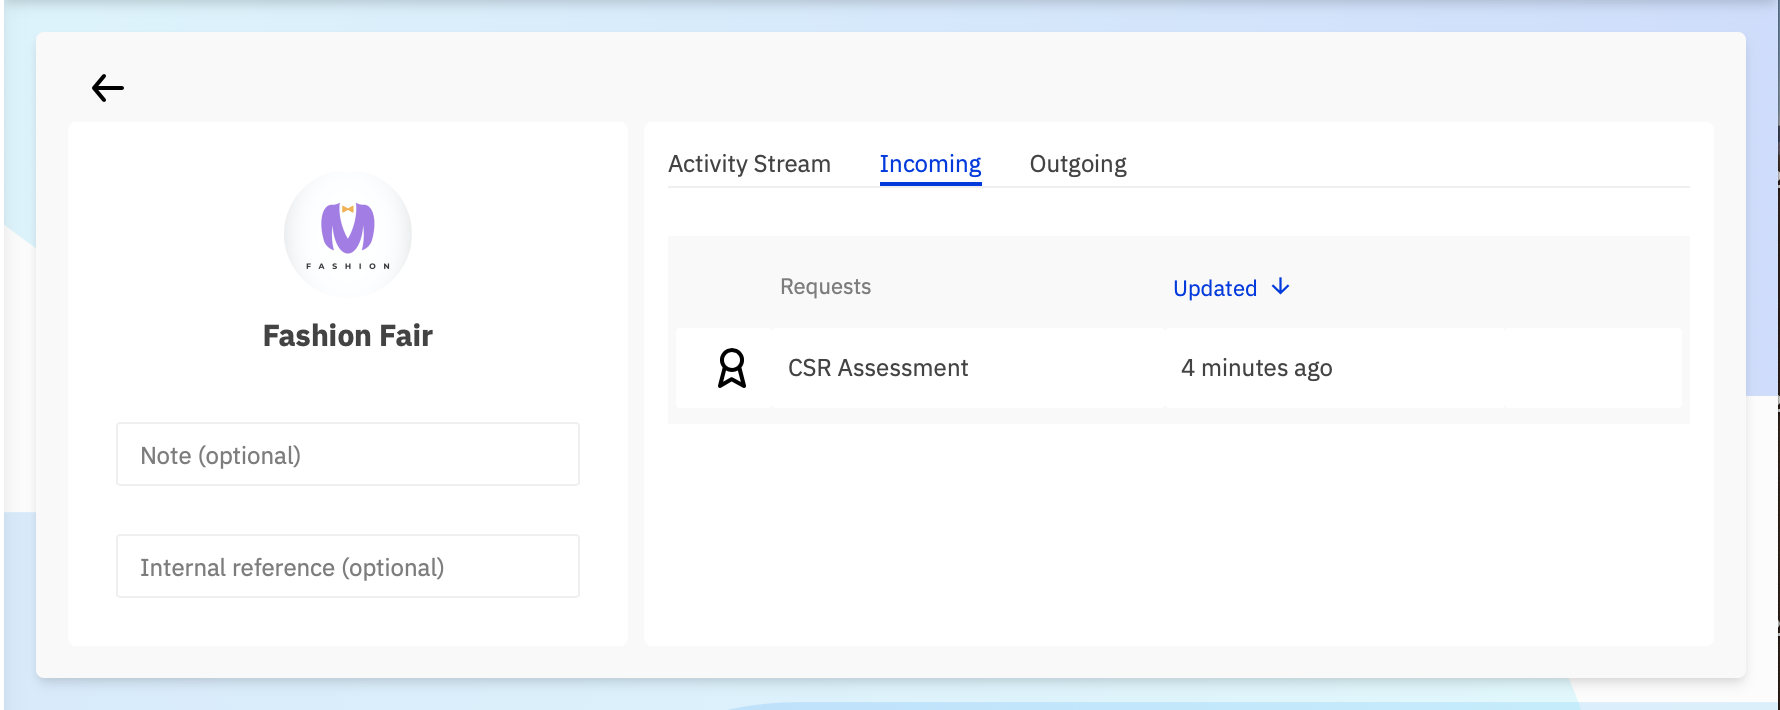 FASHION
Fashion Fair
Note (optional)
Internal reference (optional)
Activity Stream Incoming Outgoing
Requests Updated
CSR Assessment 4 minutes ago